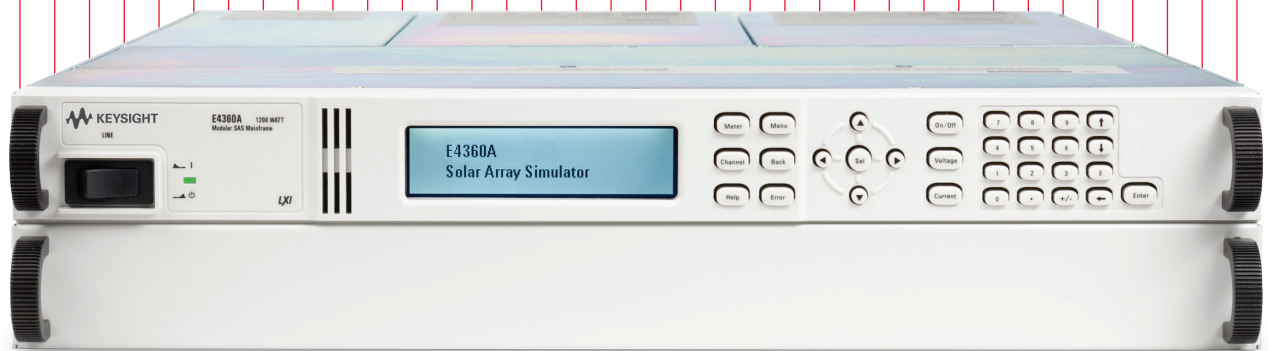 KEYSIGHT
E4360A 1200 WATT
Modular SAS Mainframe
LINE
I
LXI
E4360A
Solar Array Simulator
Meter Menu
Channel Back
Help Error
Sel
On/Off
Voltage
Current
7 8 9
4 5 6
1 2 3 E
0 . +/-
Enter